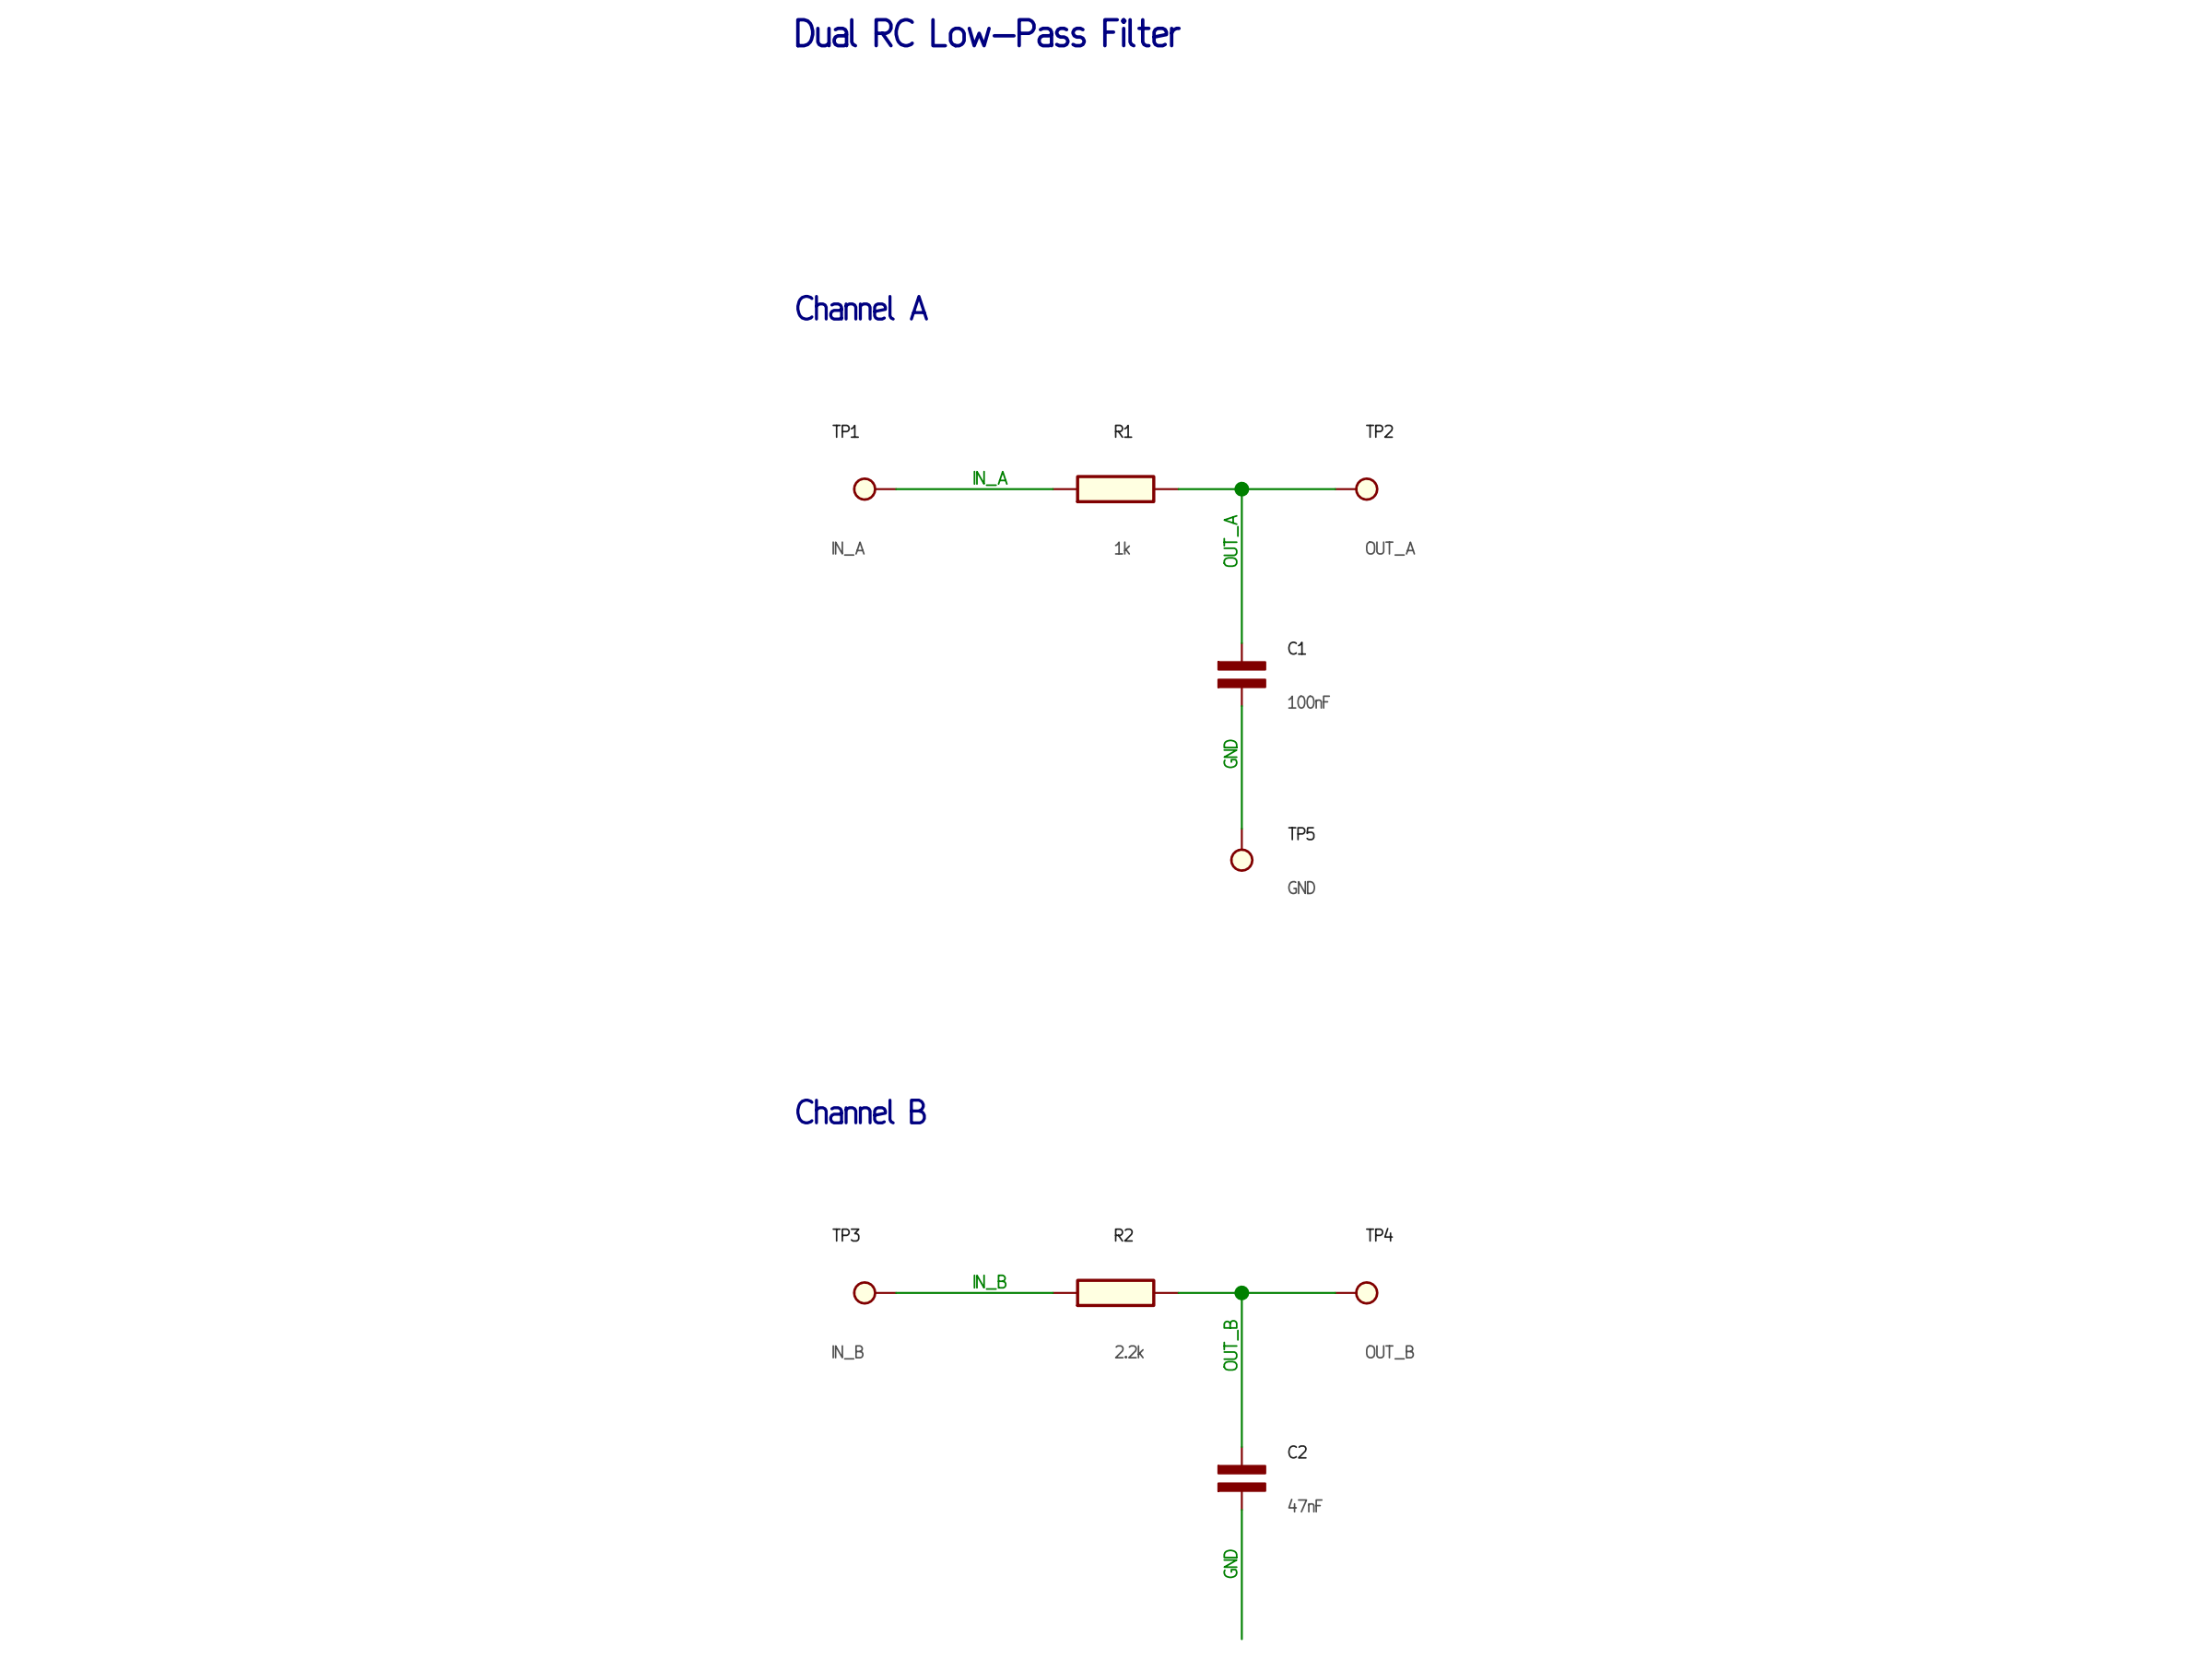 Dual RC Low-Pass Filter
Channel A
TP1 R1 TP2
IN_A
IN_A 1k OUT_A OUT_A
C1
100nF
GND
TP5
GND
Channel B
TP3 R2 TP4
IN_B
IN_B 2.2k OUT_B OUT_B
C2
47nF
GND